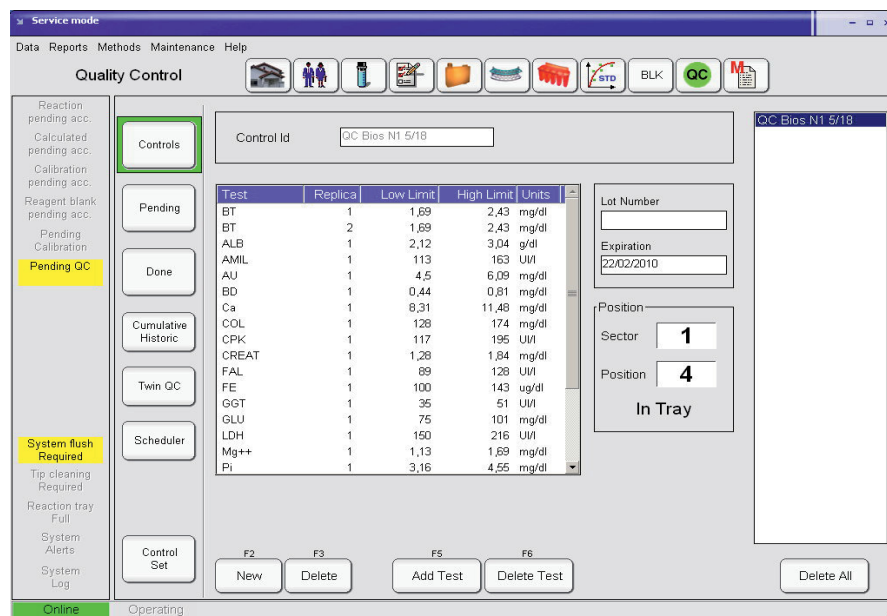 Service mode
Data Reports Methods Maintenance Help
Quality Control
STD
BLK
QC
M
Reaction
pending acc.
Calculated
pending acc.
Calibration
pending acc.
Reagent blank
pending acc.
Pending
Calibration
Pending QC
System flush
Required
Tip cleaning
Required
Reaction tray
Full
System
Alerts
System
Log
Controls
Pending
Done
Cumulative
Historic
Twin QC
Scheduler
Control
Set
Control Id QC Bios N1 5/18
Test Replica Low Limit High Limit Units
BT 1 1,69 2,43 mg/dl
BT 2 1,69 2,43 mg/dl
ALB 1 2,12 3,04 g/dl
AMIL 1 113 163 UI/l
AU 1 4,5 6,09 mg/dl
BD 1 0,44 0,81 mg/dl
Ca 1 8,31 11,48 mg/dl
COL 1 128 174 mg/dl
CPK 1 117 195 UI/l
CREAT 1 1,28 1,84 mg/dl
FAL 1 89 128 UI/l
FE 1 100 143 ug/dl
GGT 1 35 51 UI/l
GLU 1 75 101 mg/dl
LDH 1 150 216 UI/l
Mg++ 1 1,13 1,69 mg/dl
Pi 1 3,16 4,55 mg/dl
Lot Number
Expiration
22/02/2010
Position
Sector 1
Position 4
In Tray
QC Bios N1 5/18
F2 F3 F5 F6
New Delete Add Test Delete Test
Delete All
Online Operating